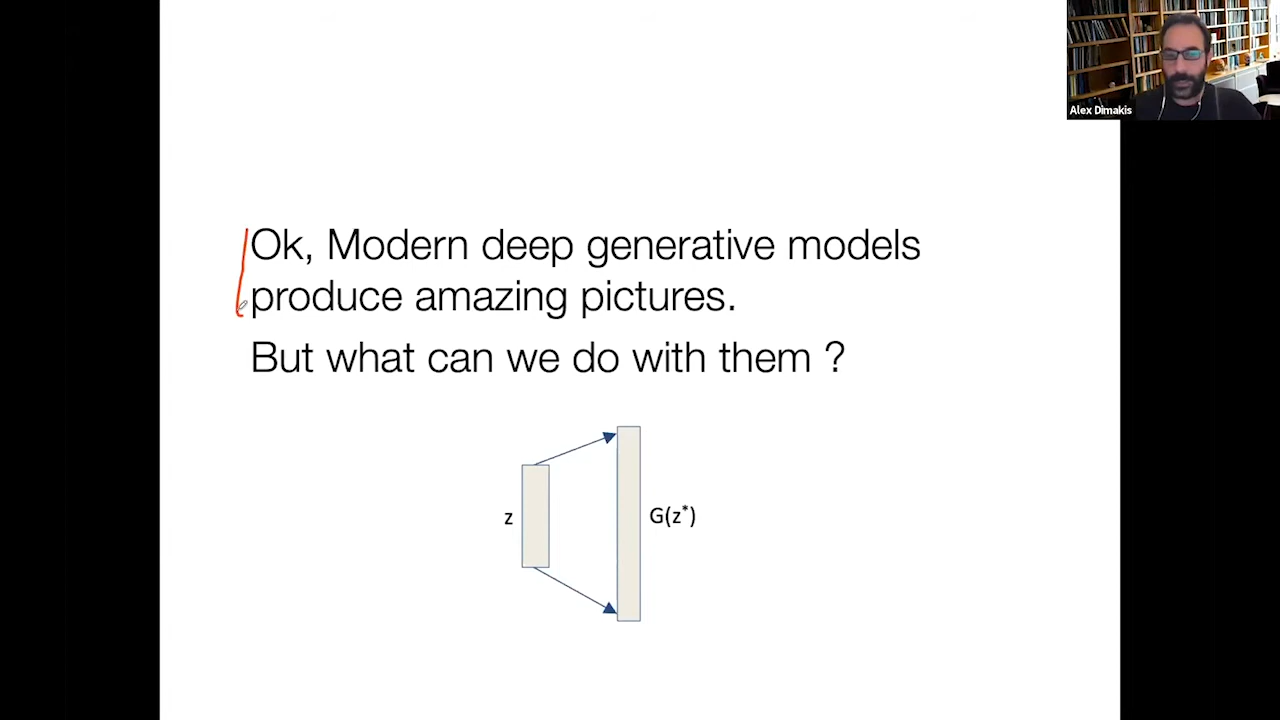 Alex Dimakis
Ok, Modern deep generative models
produce amazing pictures.
But what can we do with them ?
z
G(z*)